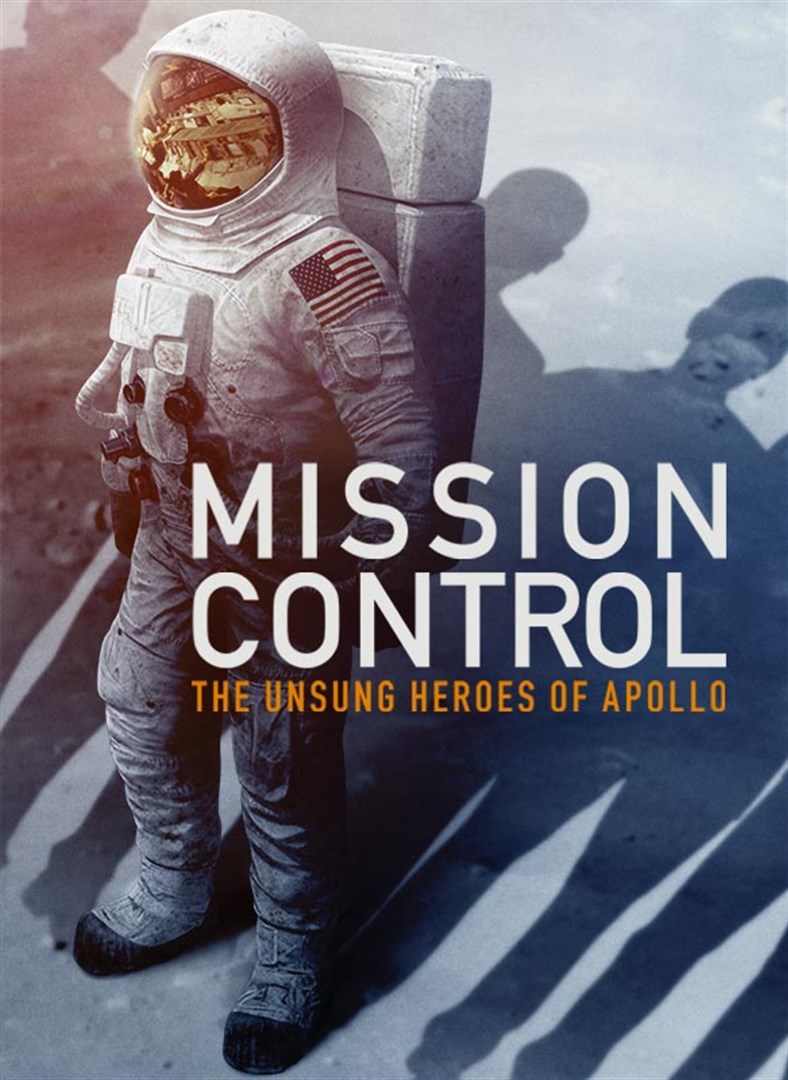 MISSION
CONTROL
THE UNSUNG HEROES OF APOLLO